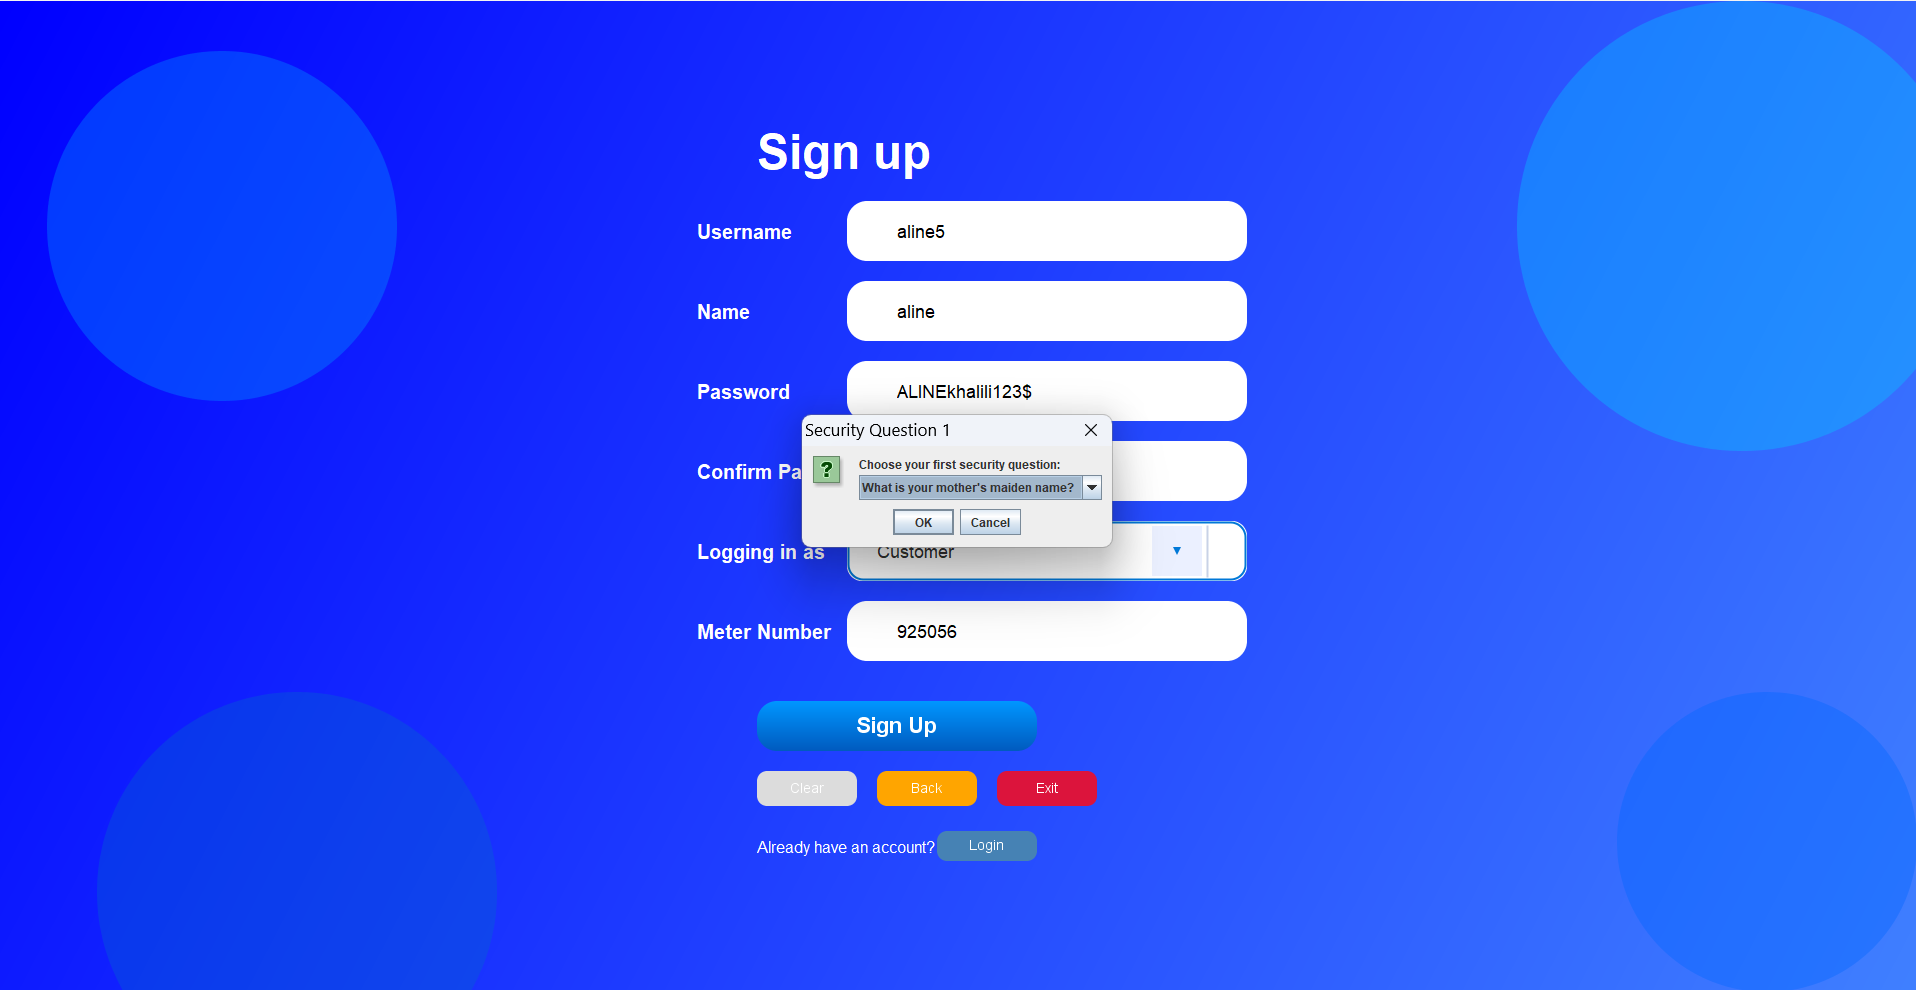 Sign up
Username
aline5
Name
aline
Password
ALINEkhalili123$
Security Question 1
?
Choose your first security question:
Confirm Pa
What is your mother's maiden name?
OK
Cancel
Logging in as
Customer
Meter Number
925056
Sign Up
Clear
Back
Exit
Already have an account?
Login